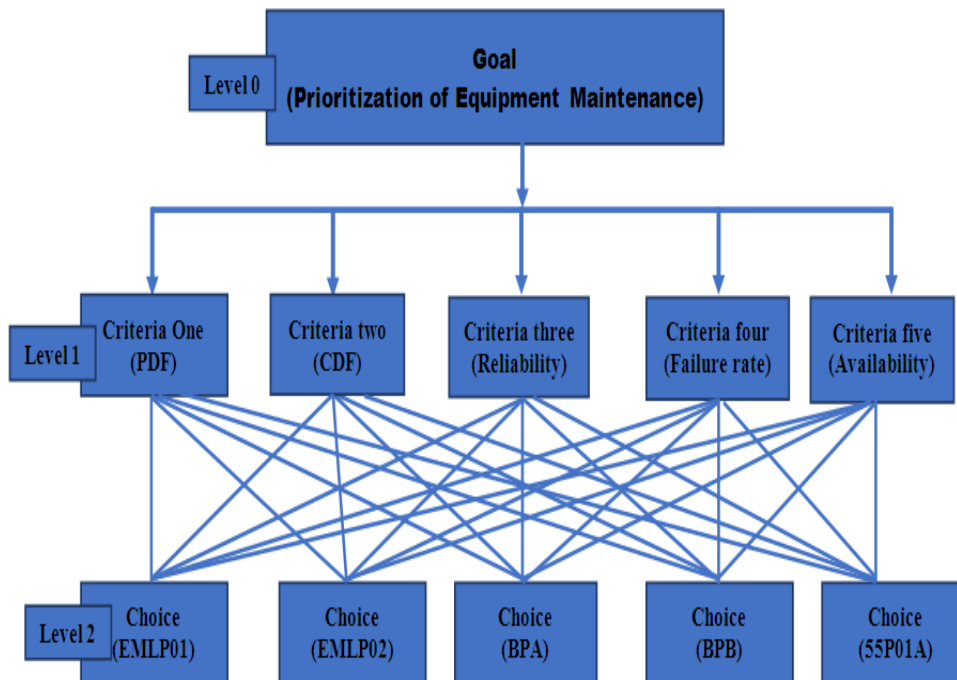 Goal
(Prioritization of Equipment Maintenance)
Level 0
Criteria One
(PDF)
Criteria two
(CDF)
Criteria three
(Reliability)
Criteria four
(Failure rate)
Criteria five
(Availability)
Level 1
Choice
(EMLP01)
Choice
(EMLP02)
Choice
(BPA)
Choice
(BPB)
Choice
(55P01A)
Level 2